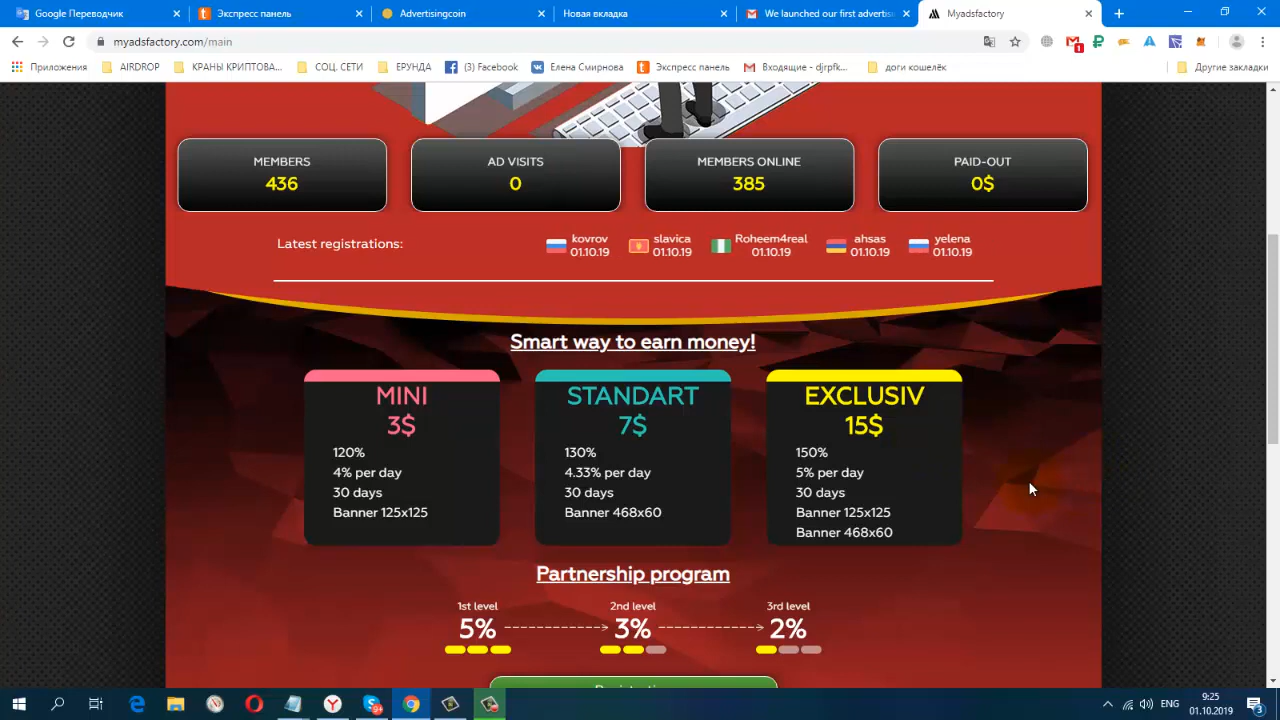 Google Переводчик
Экспресс панель
Advertisingcoin
Новая вкладка
We launched our first advertis
Myadsfactory
myadsfactory.com/main
1
Приложения
AIRDROP
КРАНЫ КРИПТОВА...
СОЦ. СЕТИ
ЕРУНДА
(3) Facebook
Елена Смирнова
Экспресс панель
Входящие - djrpfk...
доги кошелёк
Другие закладки
MEMBERS
436
AD VISITS
0
MEMBERS ONLINE
385
PAID-OUT
0$
Latest registrations:
kovrov
01.10.19
slavica
01.10.19
Roheem4real
01.10.19
ahsas
01.10.19
yelena
01.10.19
Smart way to earn money!
MINI
3$
120%
4% per day
30 days
Banner 125x125
STANDART
7$
130%
4.33% per day
30 days
Banner 468x60
EXCLUSIV
15$
150%
5% per day
30 days
Banner 125x125
Banner 468x60
Partnership program
1st level
5%
2nd level
3%
3rd level
2%
ENG
9:25
01.10.2019